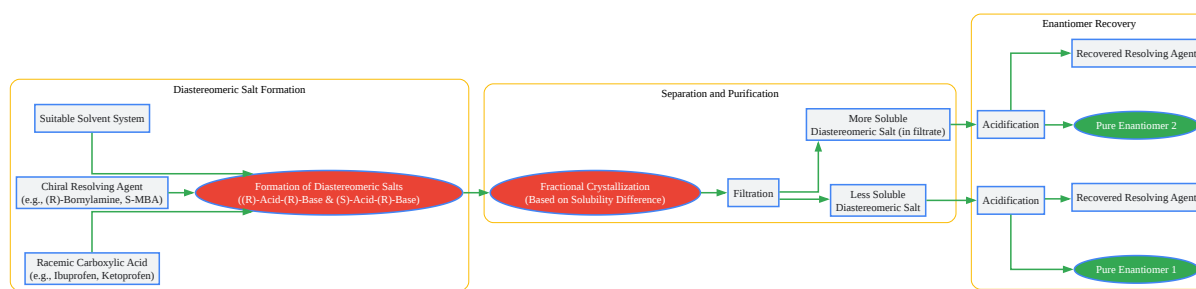 Diastereomeric Salt Formation
Suitable Solvent System
Chiral Resolving Agent
(e.g., (R)-Bornylamine, S-MBA)
Racemic Carboxylic Acid
(e.g., Ibuprofen, Ketoprofen)
Formation of Diastereomeric Salts
((R)-Acid-(R)-Base & (S)-Acid-(R)-Base)
Separation and Purification
Fractional Crystallization
(Based on Solubility Difference)
Filtration
More Soluble
Diastereomeric Salt (in filtrate)
Less Soluble
Diastereomeric Salt
Enantiomer Recovery
Recovered Resolving Agent
Acidification
Pure Enantiomer 2
Recovered Resolving Agent
Acidification
Pure Enantiomer 1